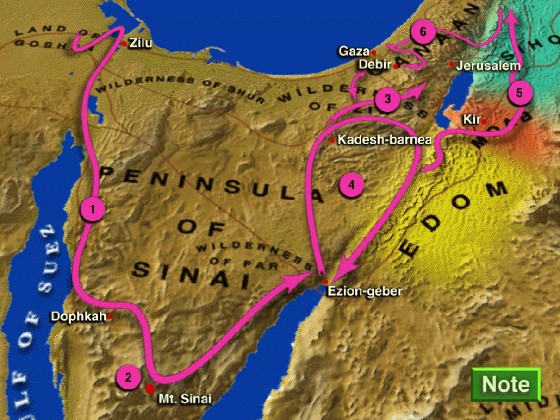 LAND OF
GOSH
Zilu
WILDERNESS OF SHUR
Gaza
Debir
CANAAN
6
Jerusalem
SIHO
WILDERNESS
OF
3
5
Kir
MOAB
Kadesh-barnea
4
PENINSULA
OF
SINAI
WILDERNESS
OF PAR
EDOM
1
GULF OF SUEZ
Ezion-geber
Dophkah
2
Mt. Sinai
Note